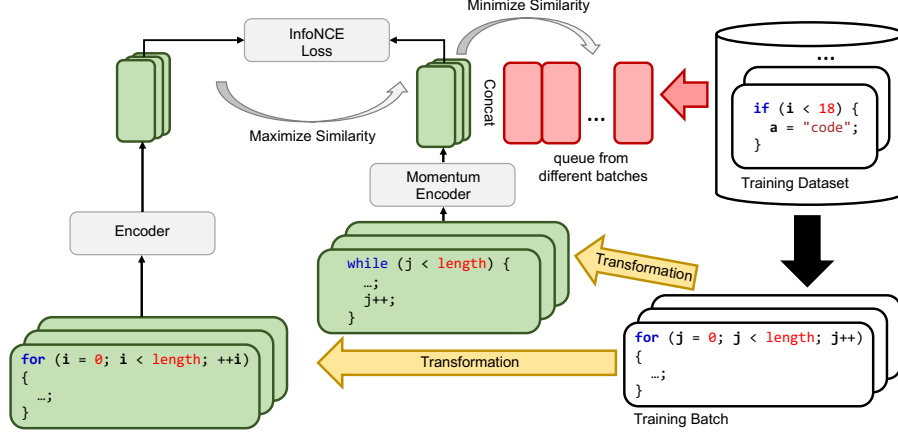 Minimize Similarity
InfoNCE
Loss
Maximize Similarity
Concat
...
queue from
different batches
...
if (i < 18) {
a = "code";
}
Training Dataset
Encoder
Momentum
Encoder
while (j < length) {
…;
j++;
}
Transformation
for (i = 0; i < length; ++i)
{
…;
}
Transformation
for (j = 0; j < length; j++)
{
…;
}
Training Batch